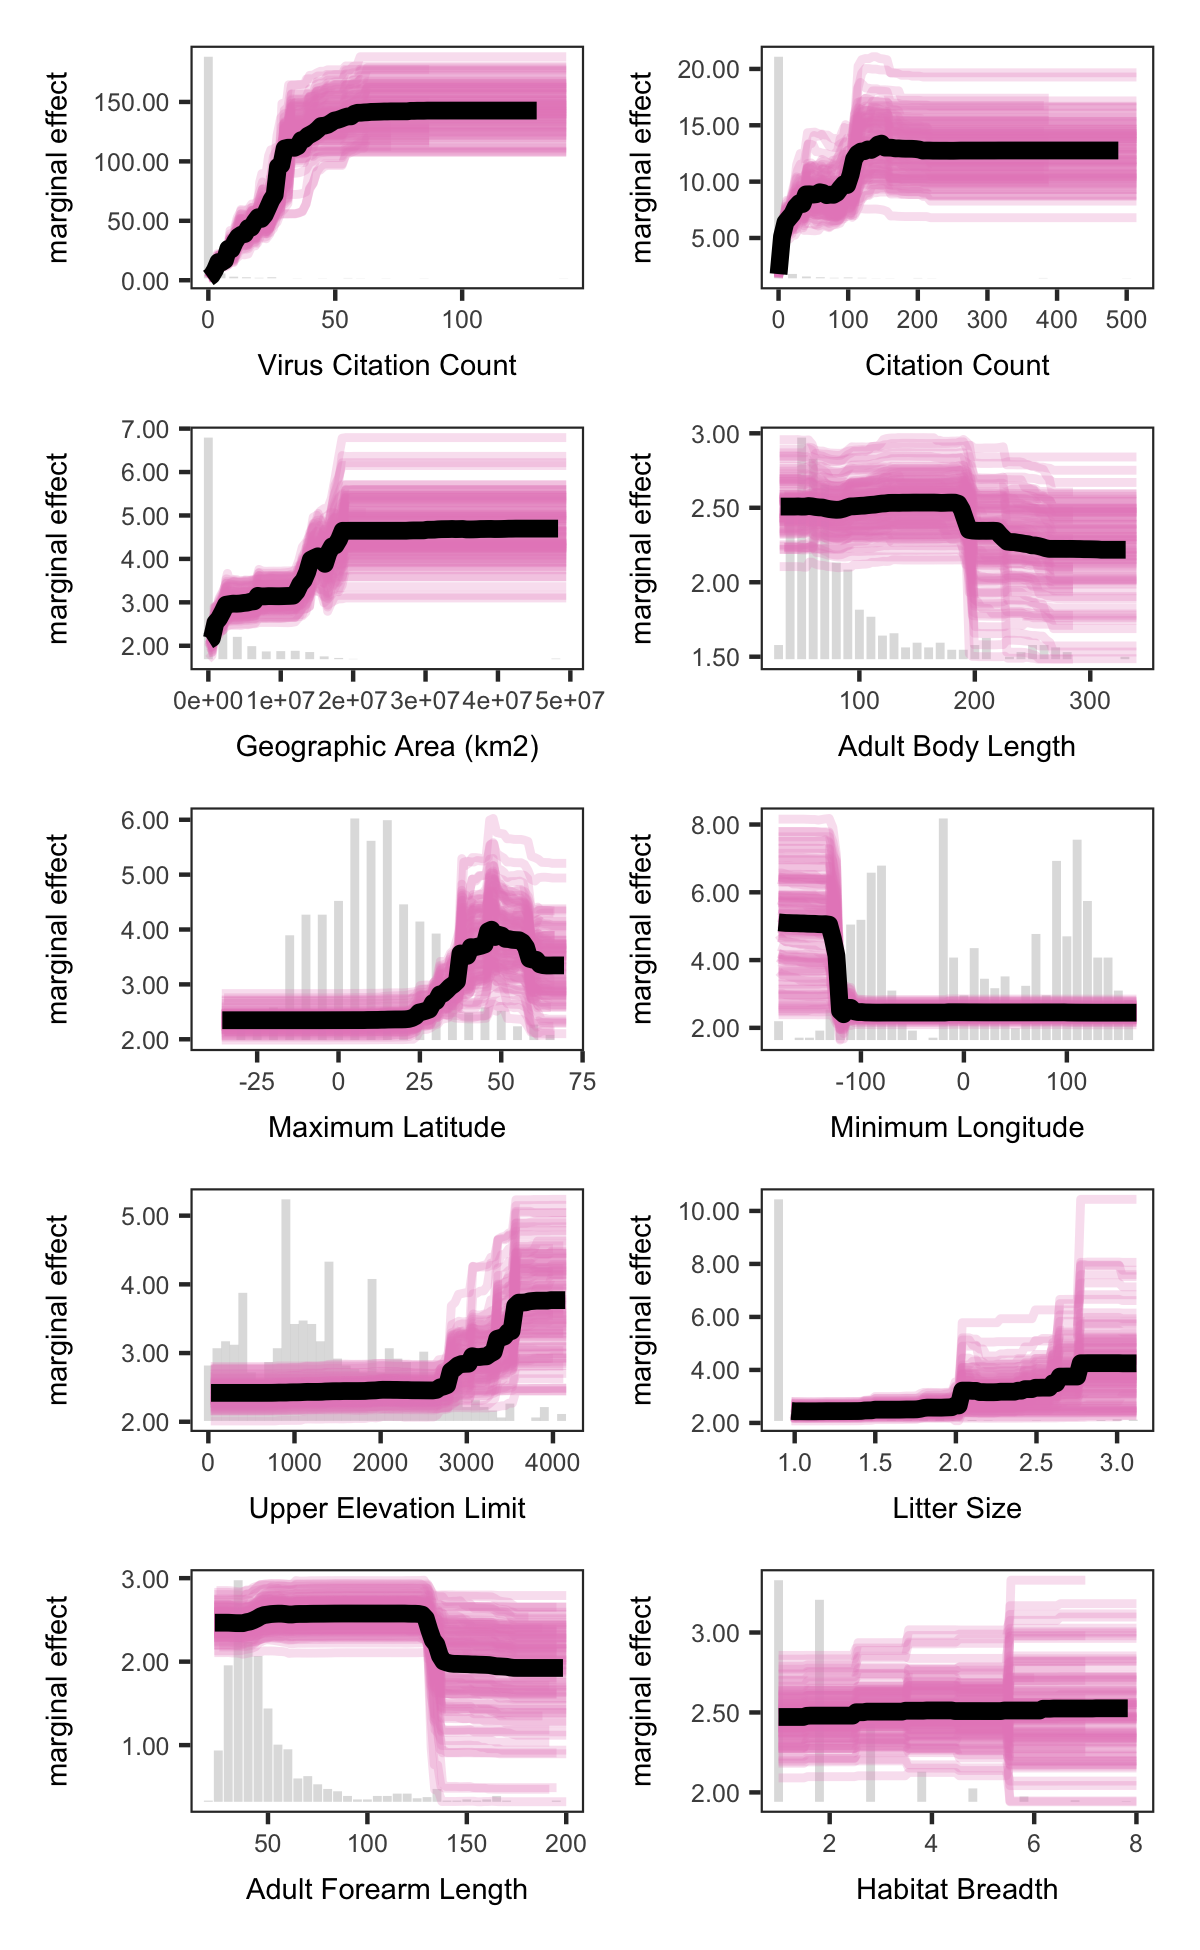 marginal effect
150.00
100.00
50.00
0.00
0 50 100
Virus Citation Count
marginal effect
20.00
15.00
10.00
5.00
0 100 200 300 400 500
Citation Count
marginal effect
7.00
6.00
5.00
4.00
3.00
2.00
0e+00 1e+07 2e+07 3e+07 4e+07 5e+07
Geographic Area (km2)
marginal effect
3.00
2.50
2.00
1.50
100 200 300
Adult Body Length
marginal effect
6.00
5.00
4.00
3.00
2.00
-25 0 25 50 75
Maximum Latitude
marginal effect
8.00
6.00
4.00
2.00
-100 0 100
Minimum Longitude
marginal effect
5.00
4.00
3.00
2.00
0 1000 2000 3000 4000
Upper Elevation Limit
marginal effect
10.00
8.00
6.00
4.00
2.00
1.0 1.5 2.0 2.5 3.0
Litter Size
marginal effect
3.00
2.00
1.00
50 100 150 200
Adult Forearm Length
marginal effect
3.00
2.50
2.00
2 4 6 8
Habitat Breadth